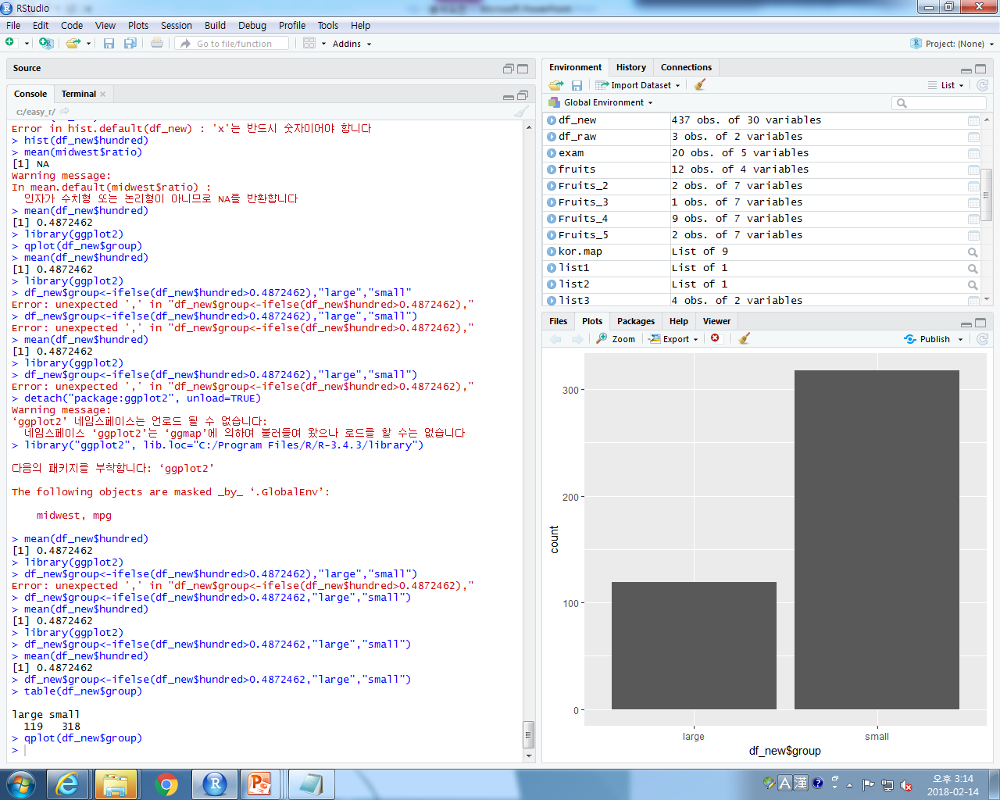 RStudio
File Edit Code View Plots Session Build Debug Profile Tools Help
Go to file/function
Addins
Project: (None)
Source
Console Terminal
c:/easy_r/
Error in hist.default(df_new) : 'x'는 반드시 숫자이어야 합니다
> hist(df_new$hundred)
> mean(midwest$ratio)
[1] NA
Warning message:
In mean.default(midwest$ratio) :
인자가 수치형 또는 논리형이 아니므로 NA를 반환합니다
> mean(df_new$hundred)
[1] 0.4872462
> library(ggplot2)
> qplot(df_new$group)
> mean(df_new$hundred)
[1] 0.4872462
> library(ggplot2)
> df_new$group<-ifelse(df_new$hundred>0.4872462),"large","small"
Error: unexpected ',' in "df_new$group<-ifelse(df_new$hundred>0.4872462),"
> df_new$group<-ifelse(df_new$hundred>0.4872462),"large","small")
Error: unexpected ',' in "df_new$group<-ifelse(df_new$hundred>0.4872462),"
> mean(df_new$hundred)
[1] 0.4872462
> library(ggplot2)
> df_new$group<-ifelse(df_new$hundred>0.4872462),"large","small")
Error: unexpected ',' in "df_new$group<-ifelse(df_new$hundred>0.4872462),"
> detach("package:ggplot2", unload=TRUE)
Warning message:
‘ggplot2’ 네임스페이스는 언로드 될 수 없습니다:
네임스페이스 ‘ggplot2’는 ‘ggmap’에 의하여 불러들여 왔으나 로드를 할 수는 없습니다
> library("ggplot2", lib.loc="C:/Program Files/R/R-3.4.3/library")
다음의 패키지를 부착합니다: ‘ggplot2’
The following objects are masked _by_ ‘.GlobalEnv’:
midwest, mpg
> mean(df_new$hundred)
[1] 0.4872462
> library(ggplot2)
> df_new$group<-ifelse(df_new$hundred>0.4872462),"large","small")
Error: unexpected ',' in "df_new$group<-ifelse(df_new$hundred>0.4872462),"
> df_new$group<-ifelse(df_new$hundred>0.4872462,"large","small")
> mean(df_new$hundred)
[1] 0.4872462
> library(ggplot2)
> df_new$group<-ifelse(df_new$hundred>0.4872462,"large","small")
> mean(df_new$hundred)
[1] 0.4872462
> df_new$group<-ifelse(df_new$hundred>0.4872462,"large","small")
> table(df_new$group)
large small
119 318
> qplot(df_new$group)
>
Environment History Connections
Import Dataset
List
Global Environment
df_new 437 obs. of 30 variables
df_raw 3 obs. of 2 variables
exam 20 obs. of 5 variables
fruits 12 obs. of 4 variables
Fruits_2 2 obs. of 7 variables
Fruits_3 1 obs. of 7 variables
Fruits_4 9 obs. of 7 variables
Fruits_5 2 obs. of 7 variables
kor.map List of 9
list1 List of 1
list2 List of 1
list3 4 obs. of 2 variables
Files Plots Packages Help Viewer
Zoom Export Publish
300
200
100
0
count
large small
df_new$group
A 漢
오후 3:14
2018-02-14